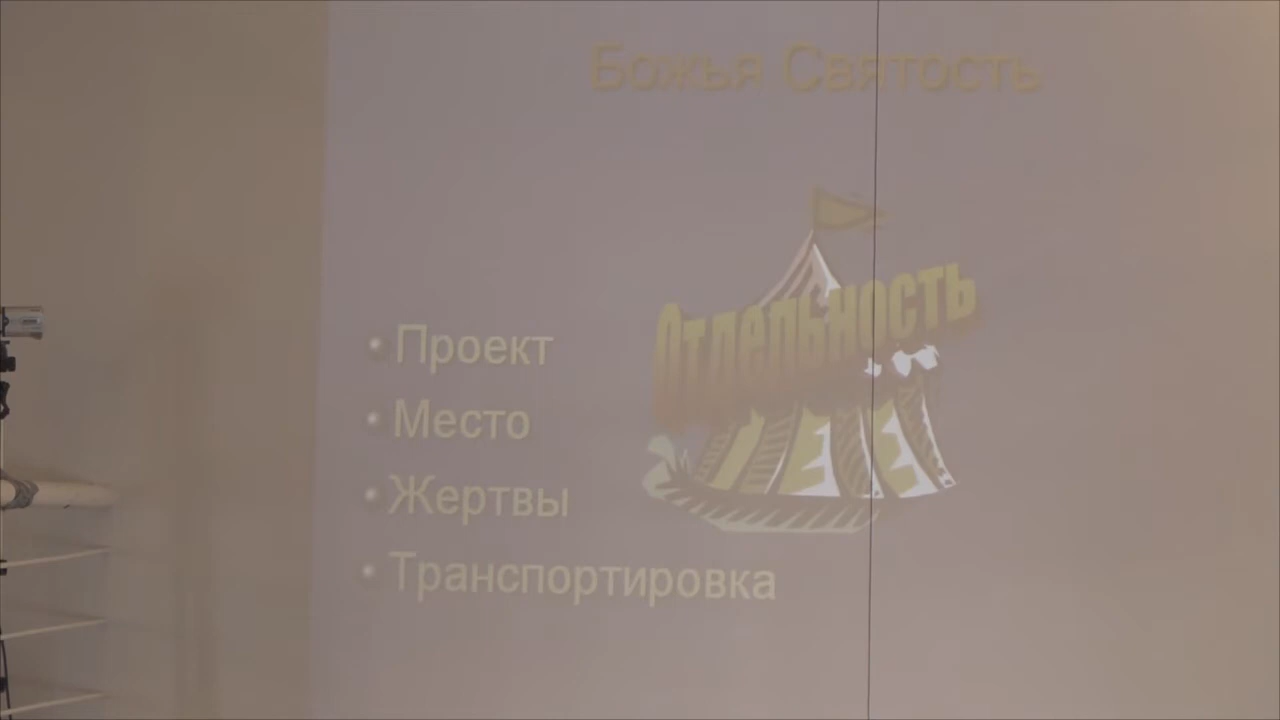 Божья Святость
Отдельность
• Проект
• Место
• Жертвы
• Транспортировка